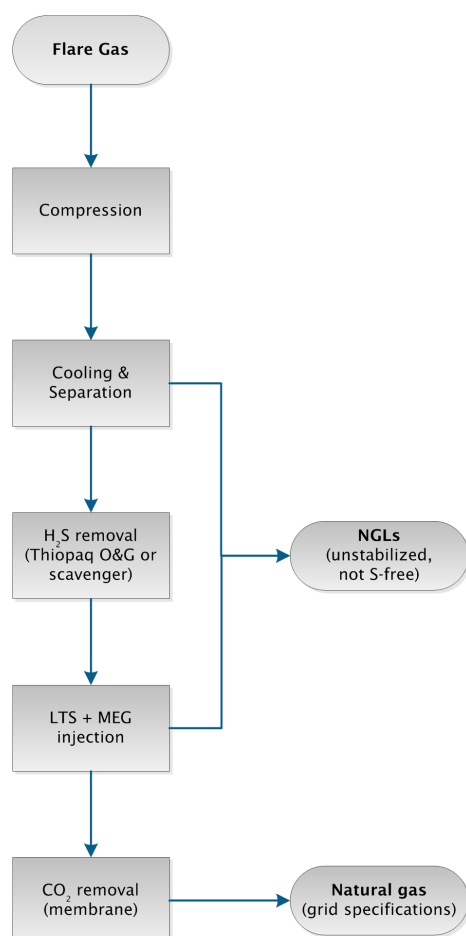 Flare Gas
Compression
Cooling &
Separation
H₂S removal
(Thiopaq O&G or
scavenger)
NGLs
(unstabilized,
not S-free)
LTS + MEG
injection
CO₂ removal
(membrane)
Natural gas
(grid specifications)